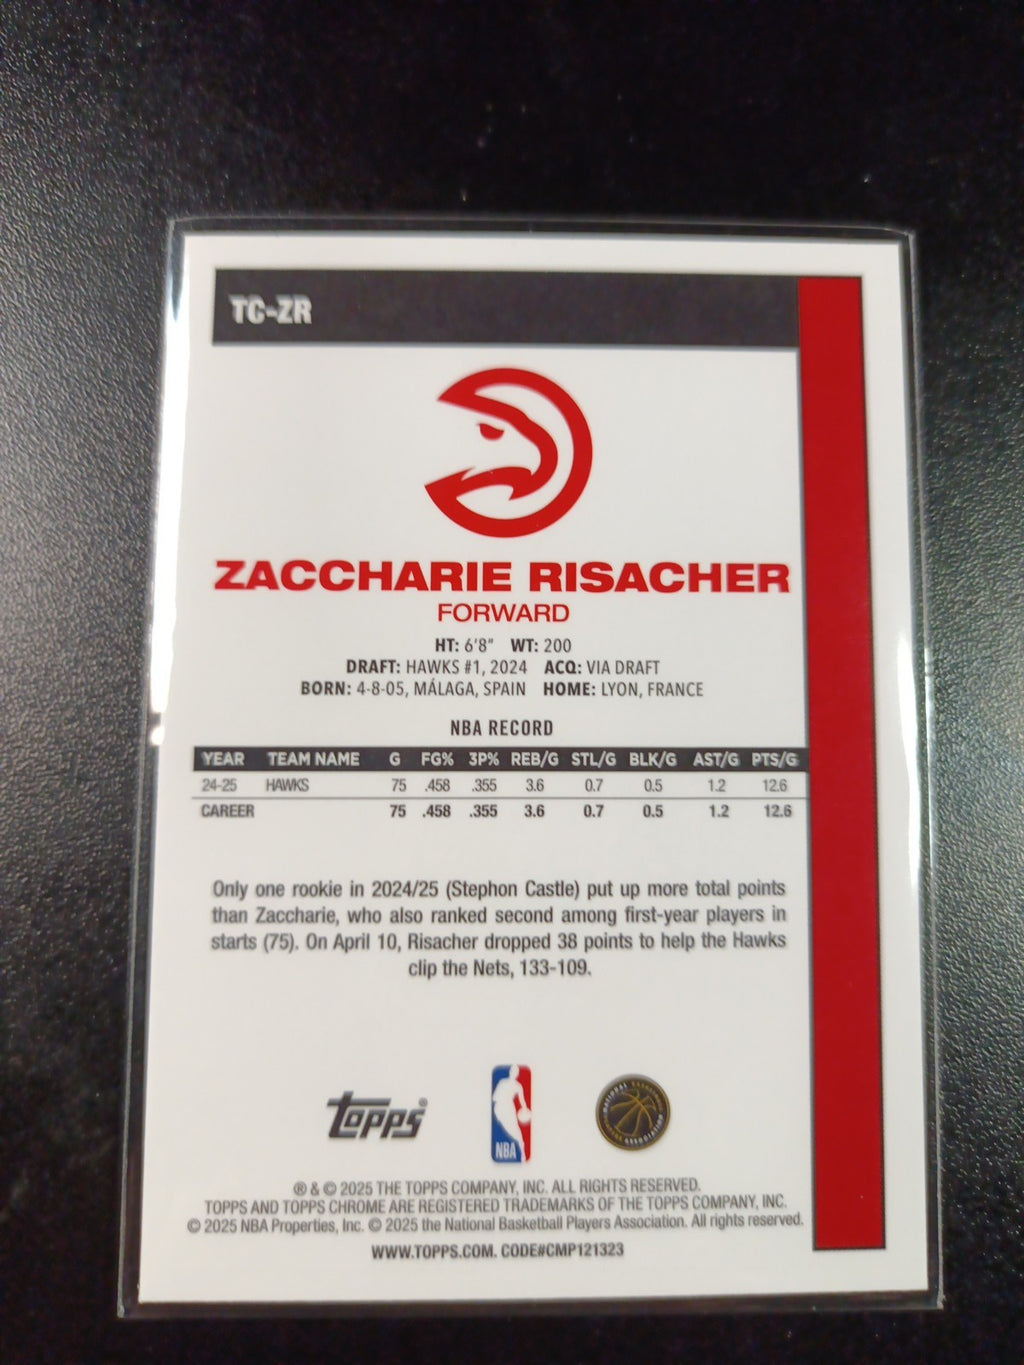 TC-ZR
ZACCHARIE RISACHER
FORWARD
HT: 6'8" WT: 200
DRAFT: HAWKS #1, 2024 ACQ: VIA DRAFT
BORN: 4-8-05, MÁLAGA, SPAIN HOME: LYON, FRANCE
NBA RECORD
YEAR TEAM NAME G FG% 3P% REB/G STL/G BLK/G AST/G PTS/G
24-25 HAWKS 75 .458 .355 3.6 0.7 0.5 1.2 12.6
CAREER 75 .458 .355 3.6 0.7 0.5 1.2 12.6
Only one rookie in 2024/25 (Stephon Castle) put up more total points
than Zaccharie, who also ranked second among first-year players in
starts (75). On April 10, Risacher dropped 38 points to help the Hawks
clip the Nets, 133-109.
Topps®
NBA
NATIONAL BASKETBALL
ASSOCIATION
® & © 2025 THE TOPPS COMPANY, INC. ALL RIGHTS RESERVED.
TOPPS AND TOPPS CHROME ARE REGISTERED TRADEMARKS OF THE TOPPS COMPANY, INC.
© 2025 NBA Properties, Inc. © 2025 the National Basketball Players Association. All rights reserved.
WWW.TOPPS.COM. CODE#CMP121323